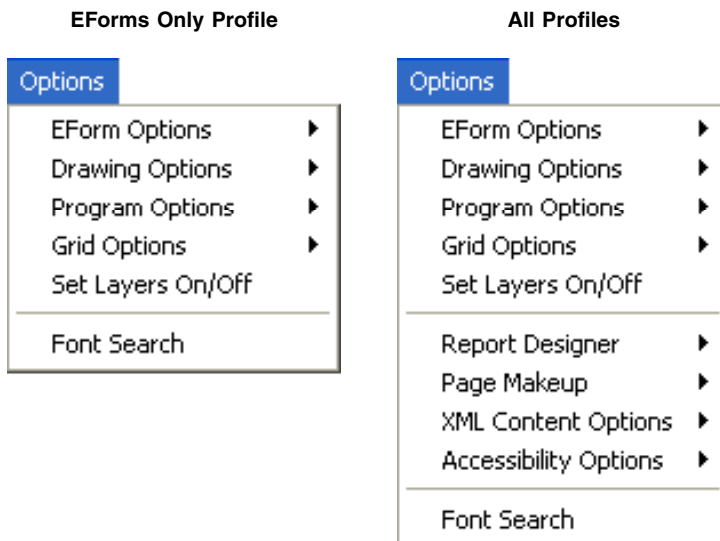 EForms Only Profile
Options
EForm Options
Drawing Options
Program Options
Grid Options
Set Layers On/Off
Font Search
All Profiles
Options
EForm Options
Drawing Options
Program Options
Grid Options
Set Layers On/Off
Report Designer
Page Makeup
XML Content Options
Accessibility Options
Font Search